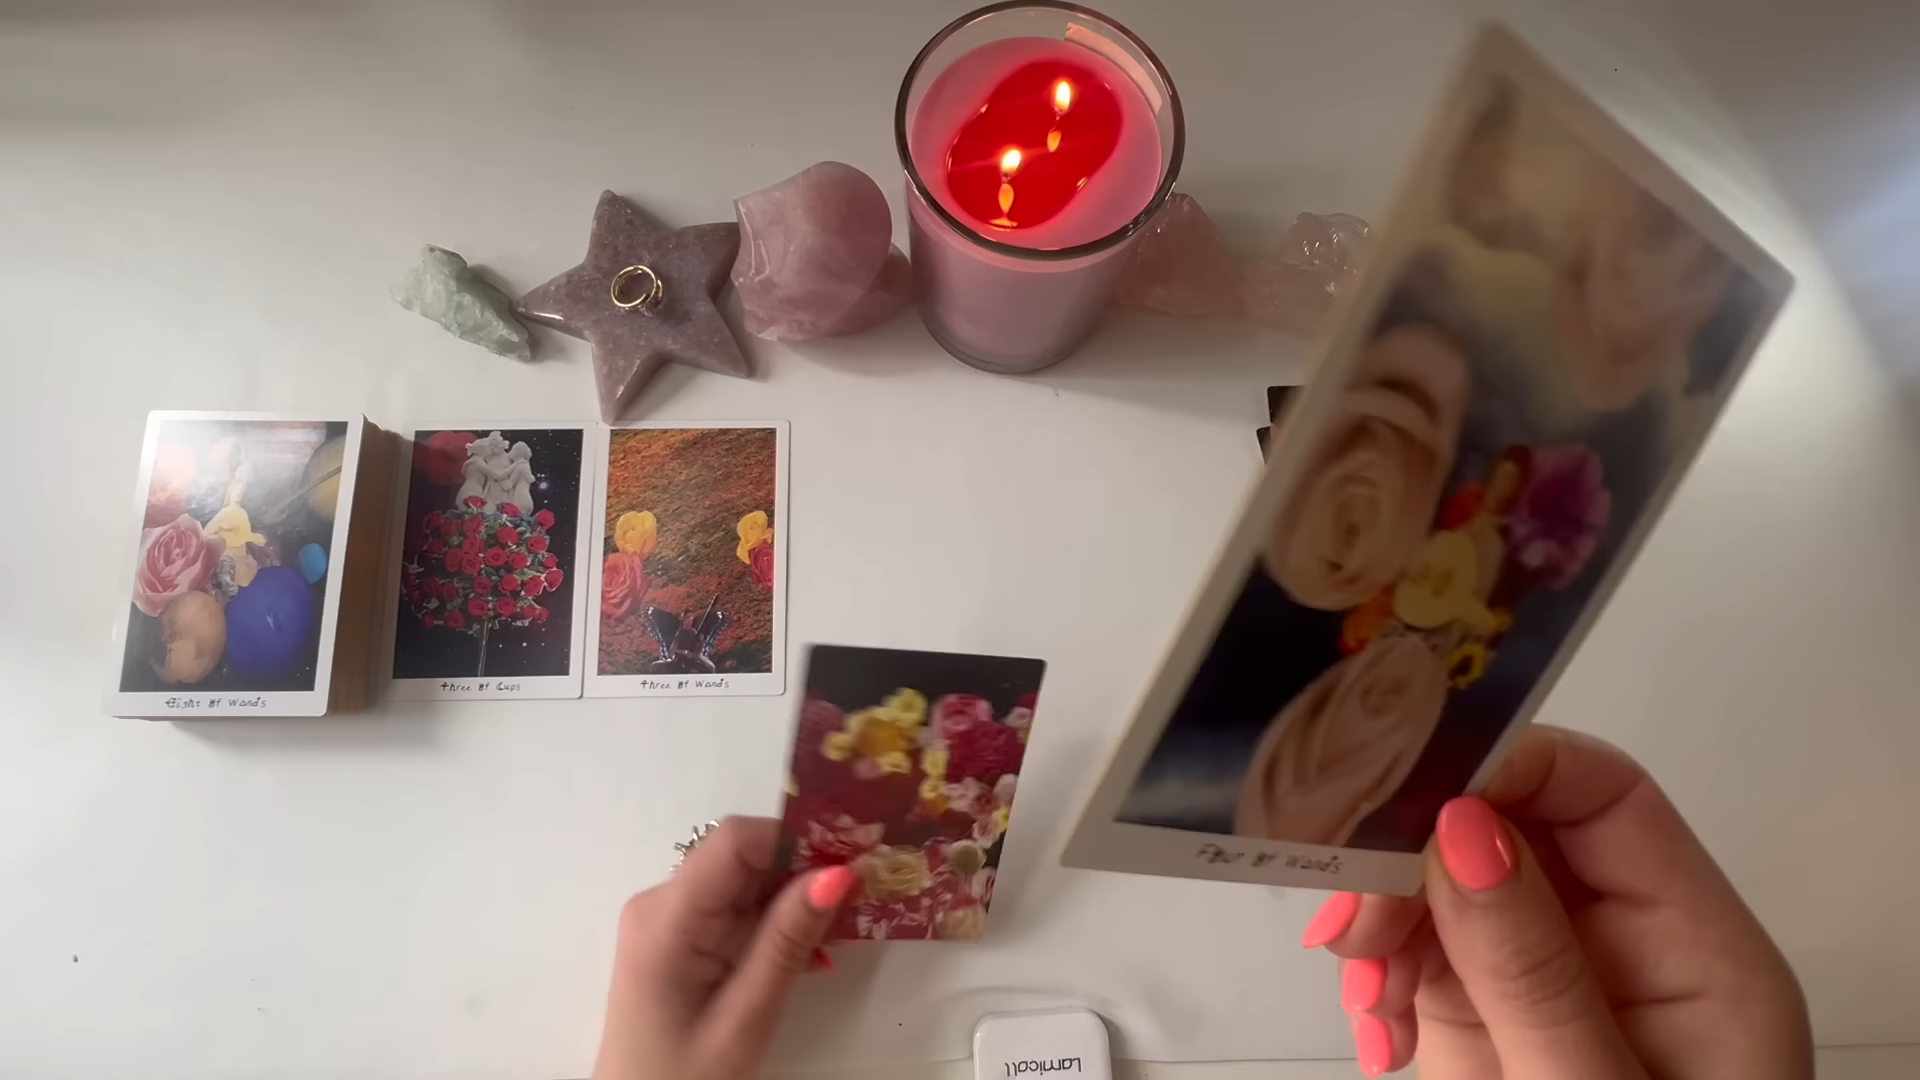 Eight of Wands
Three of Cups
Three of Wands
Four of Wands
Lamicall